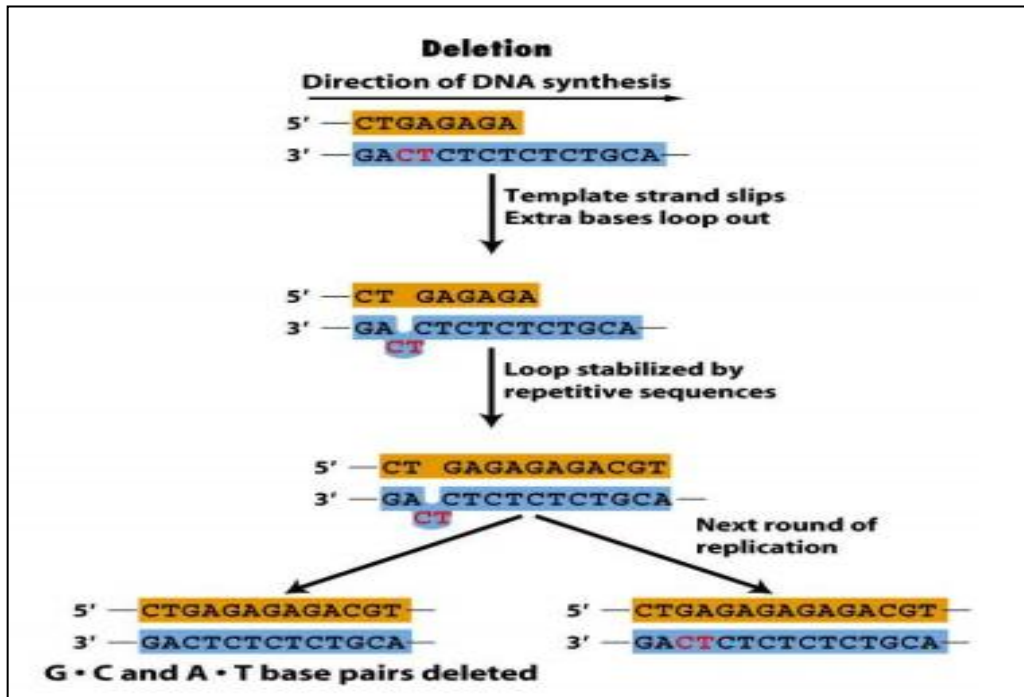 Deletion
Direction of DNA synthesis
5’ CTGAGAGA
3’ GACTCTCTCTCTGCA
Template strand slips
Extra bases loop out
5’ CT GAGAGA
3’ GA CTCTCTCTGCA
CT
Loop stabilized by
repetitive sequences
5’ CT GAGAGAGACGT
3’ GA CTCTCTCTGCA
CT
Next round of
replication
5’ CTGAGAGAGACGT 5’ CTGAGAGAGAGACGT
3’ GACTCTCTCTGCA 3’ GACTCTCTCTCTGCA
G • C and A • T base pairs deleted